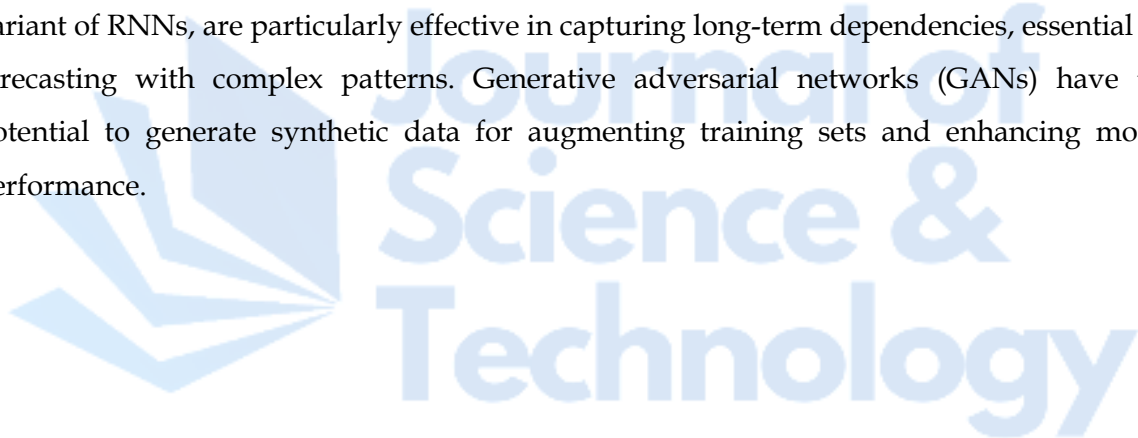 ariant of RNNs, are particularly effective in capturing long-term dependencies, essential
recasting with complex patterns. Generative adversarial networks (GANs) have
otential to generate synthetic data for augmenting training sets and enhancing mo
erformance.
Journal of
Science &
Technology